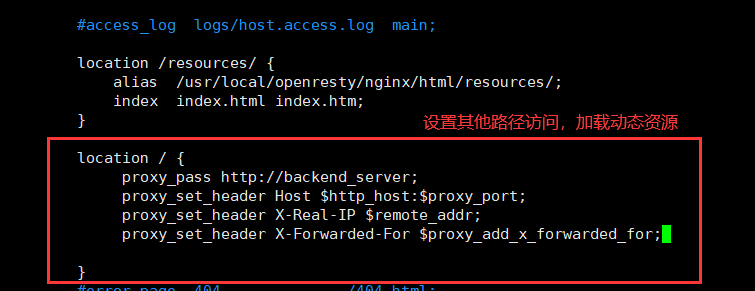 #access_log  logs/host.access.log  main;
location /resources/ {
alias  /usr/local/openresty/nginx/html/resources/;
index  index.html index.htm;
}
设置其他路径访问，加载动态资源
location / {
proxy_pass http://backend_server;
proxy_set_header Host $http_host:$proxy_port;
proxy_set_header X-Real-IP $remote_addr;
proxy_set_header X-Forwarded-For $proxy_add_x_forwarded_for;
}
#error_page  404              /404.html;